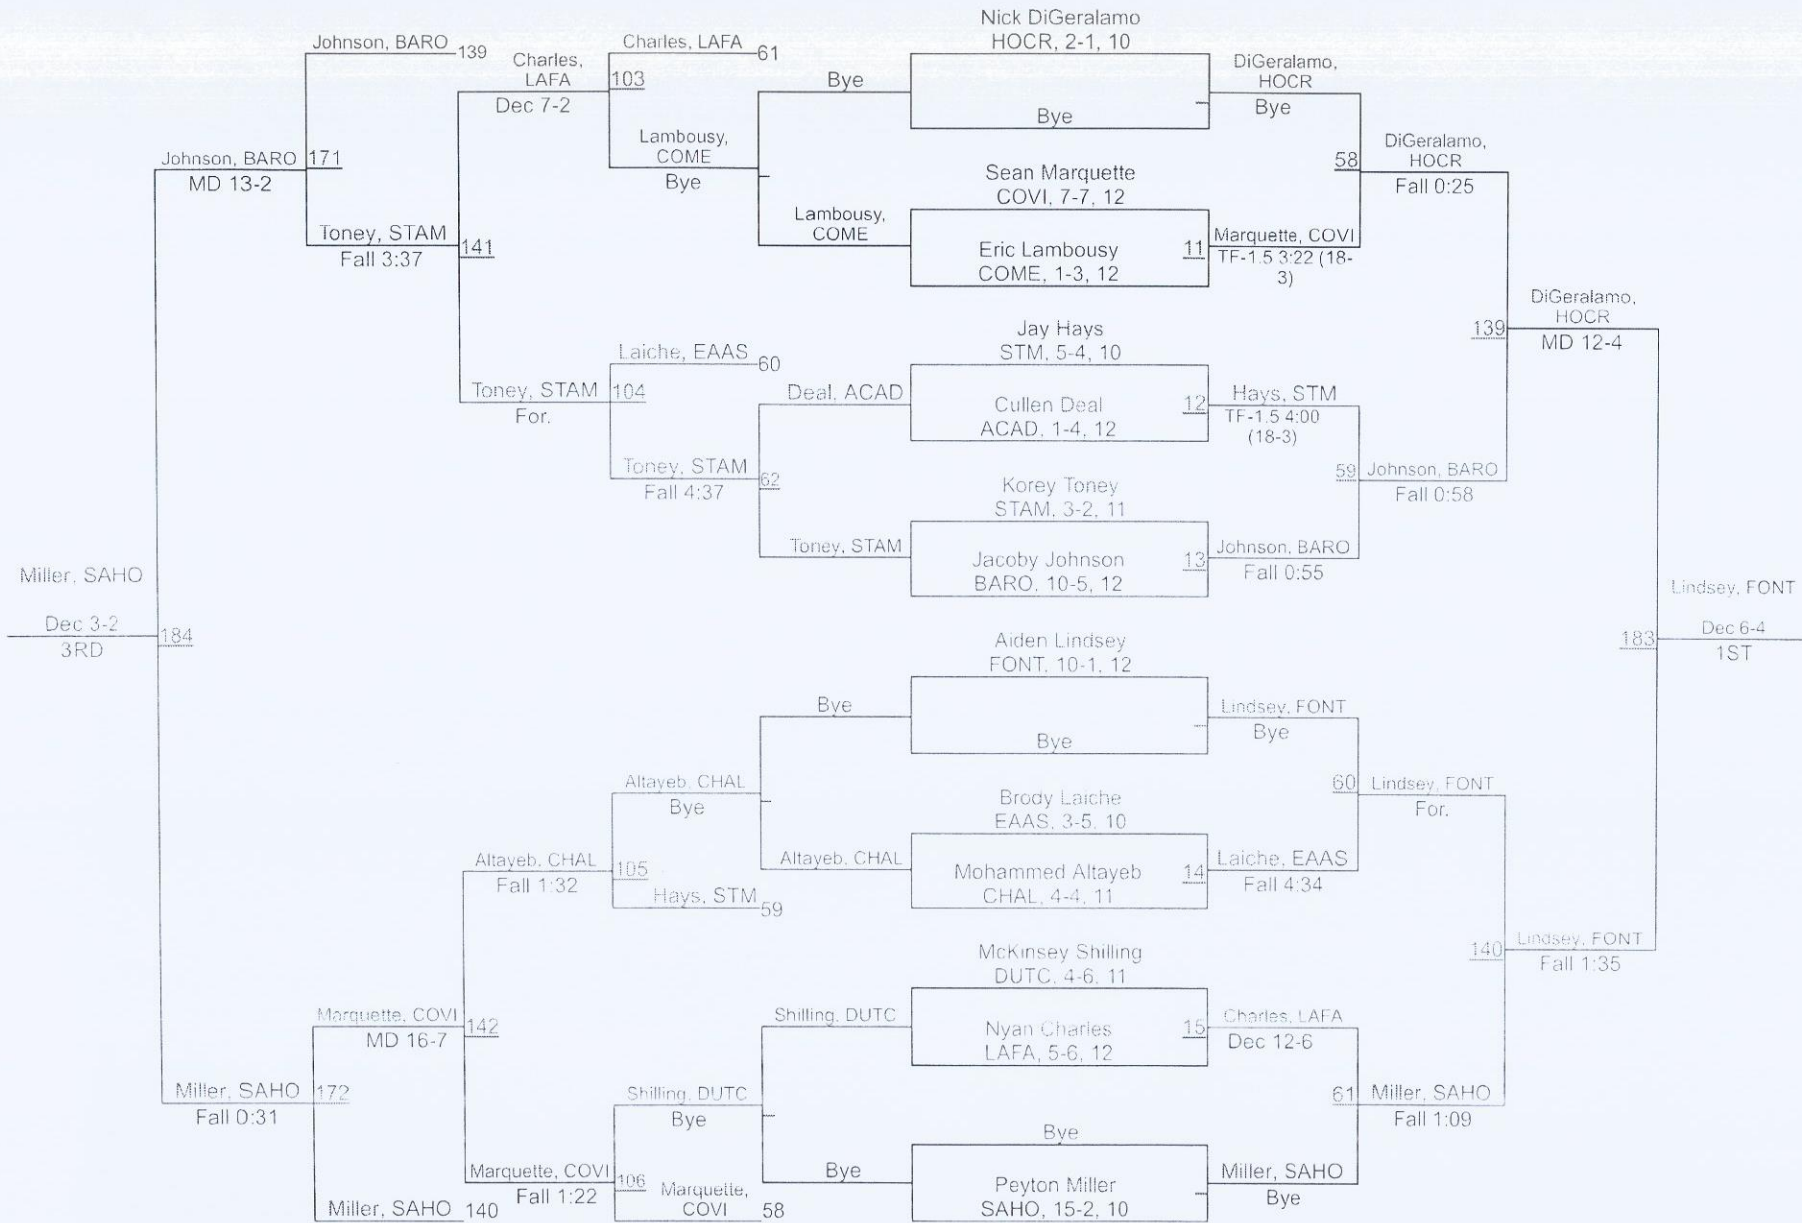 Nick DiGeralamo
HOCR, 2-1, 10
Bye
Sean Marquette
COVI, 7-7, 12
Eric Lambousy
COME, 1-3, 12
11
Jay Hays
STM, 5-4, 10
Cullen Deal
ACAD, 1-4, 12
12
Korey Toney
STAM, 3-2, 11
Jacoby Johnson
BARO, 10-5, 12
13
Aiden Lindsey
FONT, 10-1, 12
Bye
Brody Laiche
EAAS, 3-5, 10
Mohammed Altayeb
CHAL, 4-4, 11
14
McKinsey Shilling
DUTC, 4-6, 11
Nyan Charles
LAFA, 5-6, 12
15
Bye
Peyton Miller
SAHO, 15-2, 10
DiGeralamo,
HOCR
Bye
58
Marquette, COVI
TF-1.5 3:22 (18-
3)
Hays, STM
TF-1.5 4:00
(18-3)
59
Johnson, BARO
Fall 0:55
Lindsey, FONT
Bye
60
Laiche, EAAS
Fall 4:34
Charles, LAFA
Dec 12-6
61
Miller, SAHO
Bye
DiGeralamo,
HOCR
Fall 0:25
139
Johnson, BARO
Fall 0:58
Lindsey, FONT
For.
140
Miller, SAHO
Fall 1:09
DiGeralamo,
HOCR
MD 12-4
183
Lindsey, FONT
Fall 1:35
Lindsey, FONT
Dec 6-4
1ST
Bye
Lambousy,
COME
Deal, ACAD
62
Toney, STAM
Bye
Altayeb, CHAL
Shilling, DUTC
Bye
Charles, LAFA
61
103
Lambousy,
COME
Bye
Laiche, EAAS
60
104
Toney, STAM
Fall 4:37
Altayeb, CHAL
Bye
105
Hays, STM
59
Shilling, DUTC
Bye
106
Marquette,
COVI
58
Charles,
LAFA
Dec 7-2
141
Toney, STAM
For.
Altayeb, CHAL
Fall 1:32
142
Marquette, COVI
Fall 1:22
Johnson, BARO
139
171
Toney, STAM
Fall 3:37
Marquette, COVI
MD 16-7
172
Miller, SAHO
140
Johnson, BARO
MD 13-2
184
Miller, SAHO
Fall 0:31
Miller, SAHO
Dec 3-2
3RD